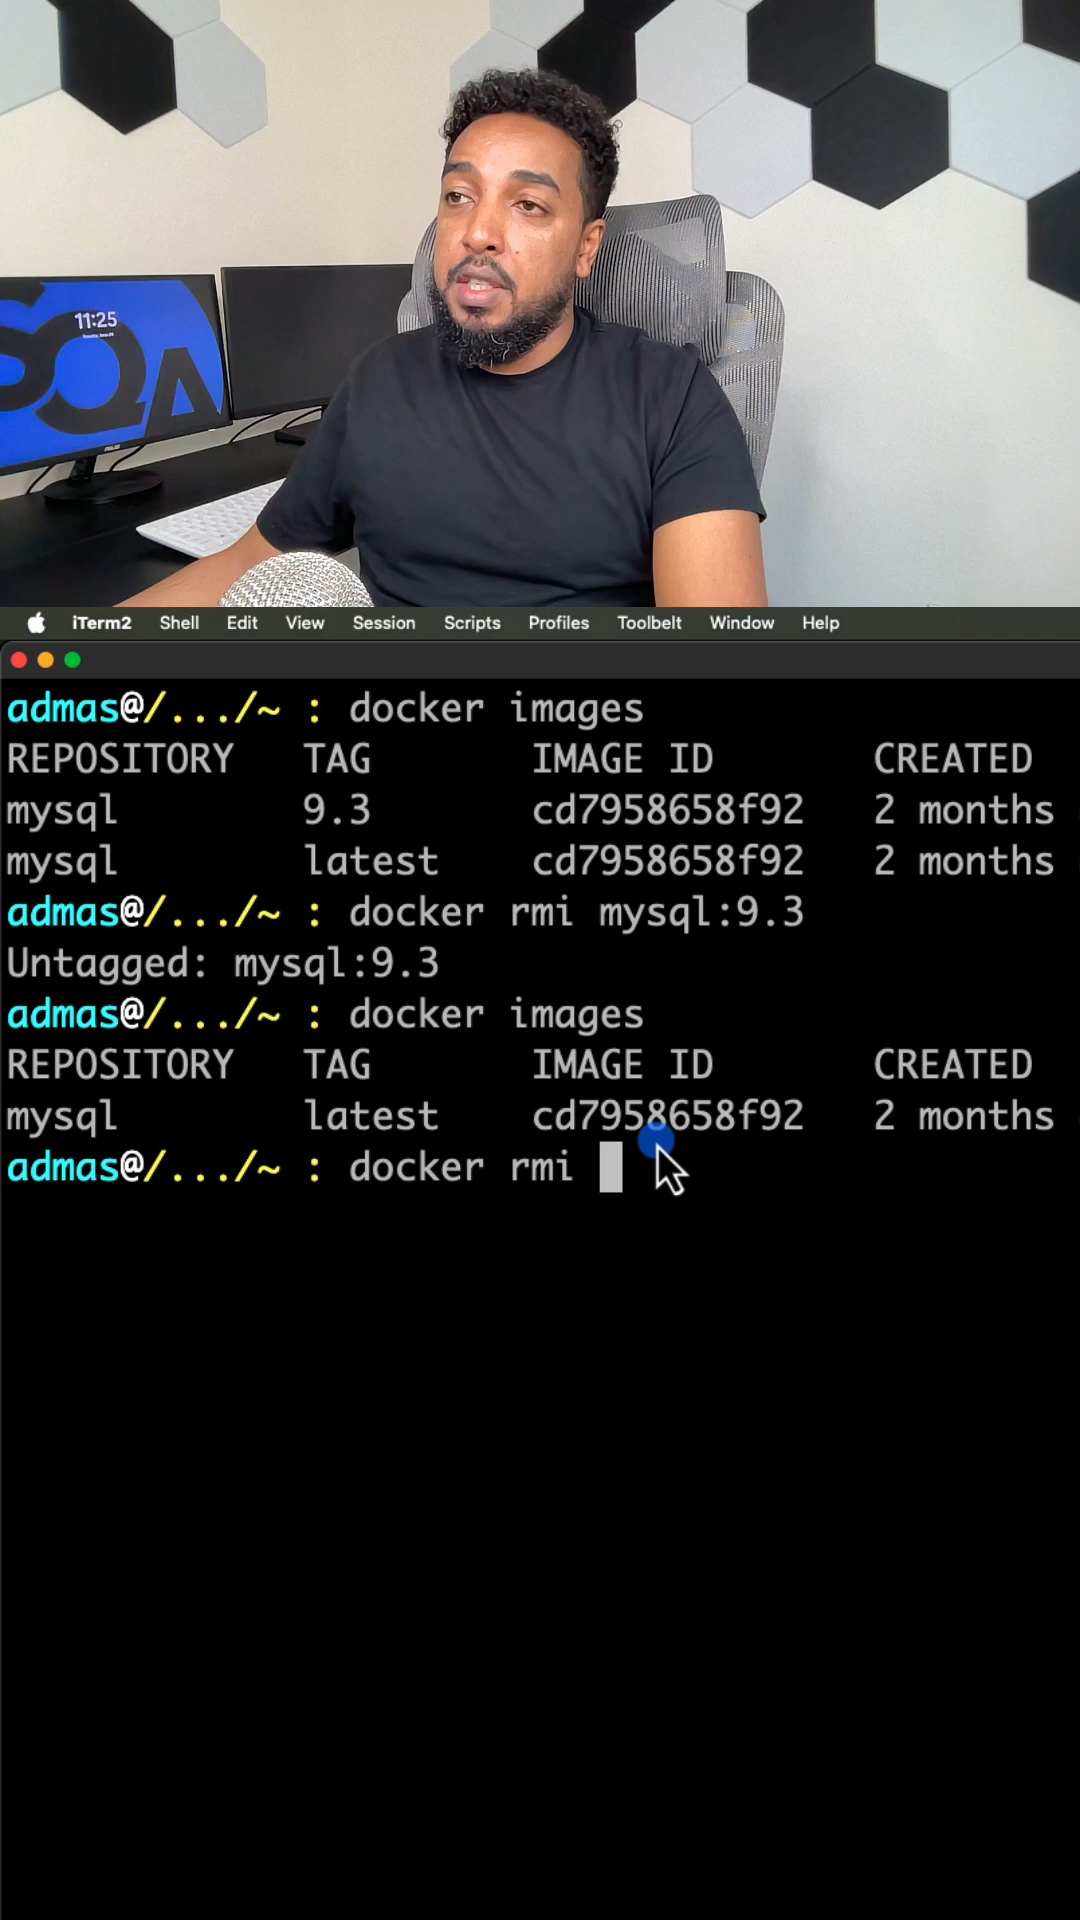 11:25
SQA
iTerm2 Shell Edit View Session Scripts Profiles Toolbelt Window Help
admas@/.../~ : docker images
REPOSITORY TAG IMAGE ID CREATED
mysql 9.3 cd7958658f92 2 months
mysql latest cd7958658f92 2 months
admas@/.../~ : docker rmi mysql:9.3
Untagged: mysql:9.3
admas@/.../~ : docker images
REPOSITORY TAG IMAGE ID CREATED
mysql latest cd7958658f92 2 months
admas@/.../~ : docker rmi